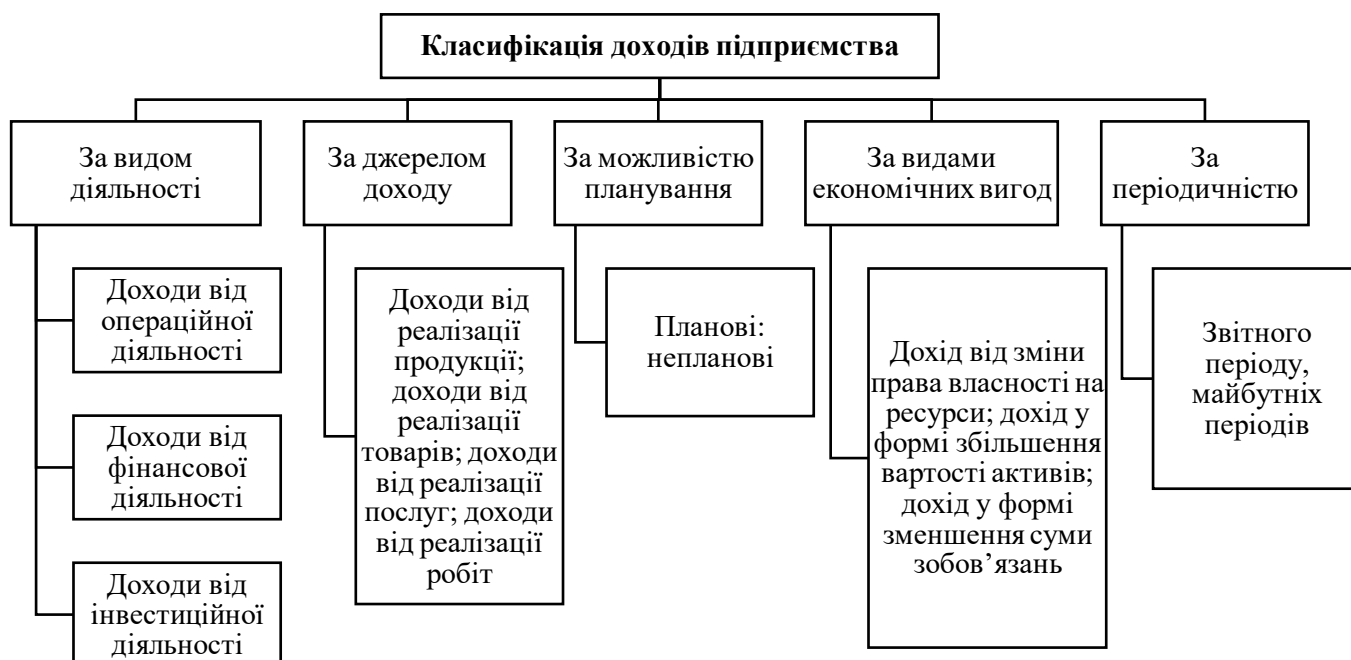 Класифікація доходів підприємства
За видом
діяльності
Доходи від
операційної
діяльності
Доходи від
фінансової
діяльності
Доходи від
інвестиційної
діяльності
За джерелом
доходу
Доходи від
реалізації
продукції;
доходи від
реалізації
товарів; доходи
від реалізації
послуг; доходи
від реалізації
робіт
За можливістю
планування
Планові:
непланові
За видами
економічних вигод
Дохід від зміни
права власності на
ресурси; дохід у
формі збільшення
вартості активів;
дохід у формі
зменшення суми
зобов’язань
За
періодичністю
Звітного
періоду,
майбутніх
періодів